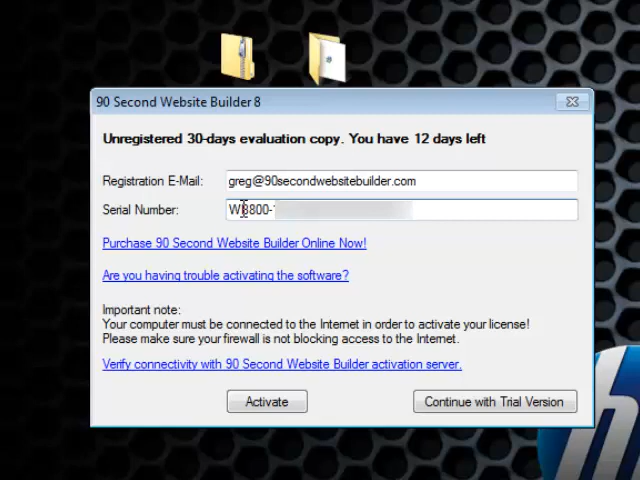 90 Second Website Builder 8
Unregistered 30-days evaluation copy. You have 12 days left
Registration E-Mail: greg@90secondwebsitebuilder.com
Serial Number: W8800-
Purchase 90 Second Website Builder Online Now!
Are you having trouble activating the software?
Important note:
Your computer must be connected to the Internet in order to activate your license!
Please make sure your firewall is not blocking access to the Internet.
Verify connectivity with 90 Second Website Builder activation server.
Activate Continue with Trial Version